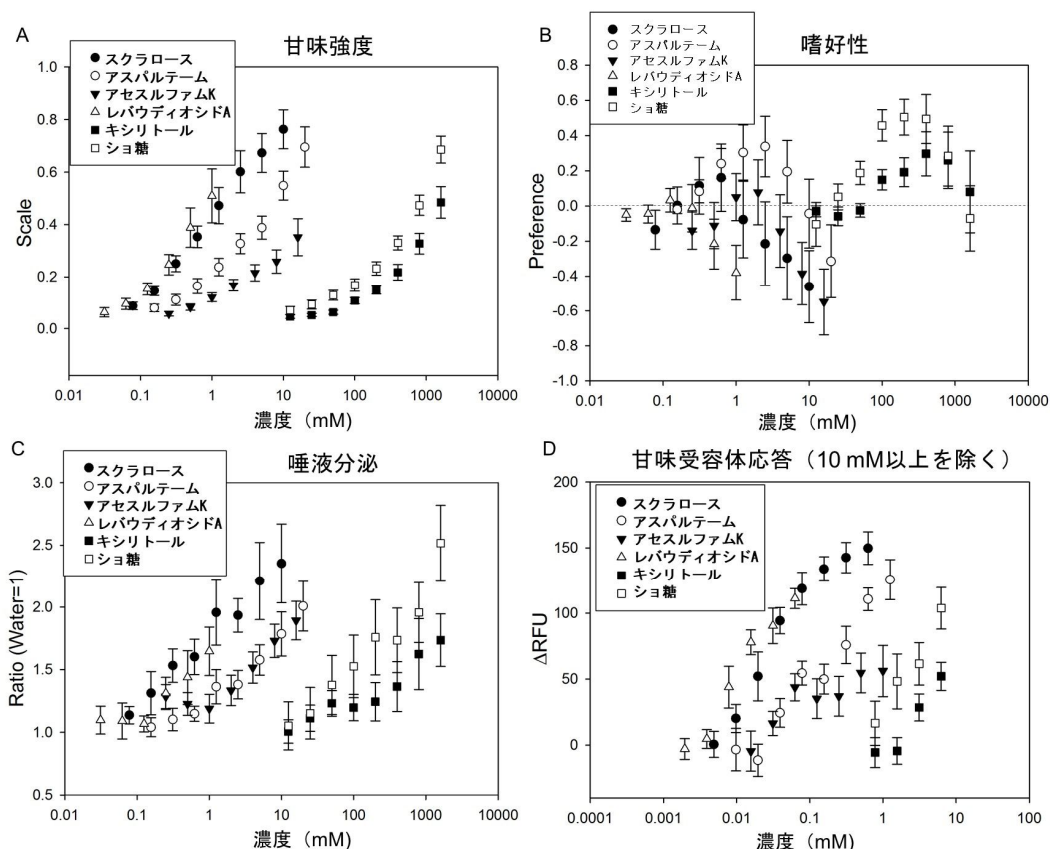 A
甘味強度
スクラロース
アスパルテーム
アセスルファムK
レバウディオシドA
キシリトール
ショ糖
Scale
1.0
0.8
0.6
0.4
0.2
0.0
0.01
0.1
1
10
100
1000
10000
濃度（mM）
B
嗜好性
スクラロース
アスパルテーム
アセスルファムK
レバウディオシドA
キシリトール
ショ糖
Preference
0.8
0.6
0.4
0.2
0.0
-0.2
-0.4
-0.6
-0.8
-1.0
0.01
0.1
1
10
100
1000
10000
濃度（mM）
C
唾液分泌
スクラロース
アスパルテーム
アセスルファムK
レバウディオシドA
キシリトール
ショ糖
Ratio (Water=1)
3.0
2.5
2.0
1.5
1.0
0.5
0.01
0.1
1
10
100
1000
10000
濃度（mM）
D
甘味受容体応答（10 mM以上を除く）
スクラロース
アスパルテーム
アセスルファムK
レバウディオシドA
キシリトール
ショ糖
ΔRFU
200
150
100
50
0
0.0001
0.001
0.01
0.1
1
10
100
濃度（mM）